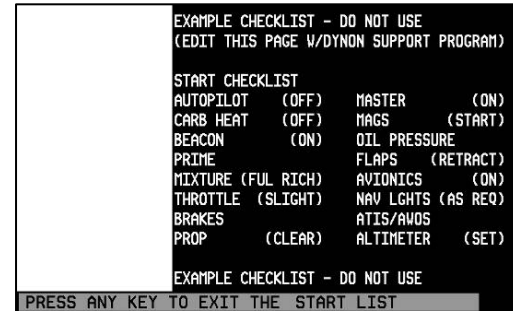 EXAMPLE CHECKLIST - DO NOT USE
(EDIT THIS PAGE W/DYNON SUPPORT PROGRAM)
START CHECKLIST
AUTOPILOT (OFF) MASTER (ON)
CARB HEAT (OFF) MAGS (START)
BEACON (ON) OIL PRESSURE
PRIME FLAPS (RETRACT)
MIXTURE (FUL RICH) AVIONICS (ON)
THROTTLE (SLIGHT) NAV LGHTS (AS REQ)
BRAKES ATIS/AWOS
PROP (CLEAR) ALTIMETER (SET)
EXAMPLE CHECKLIST - DO NOT USE
PRESS ANY KEY TO EXIT THE START LIST